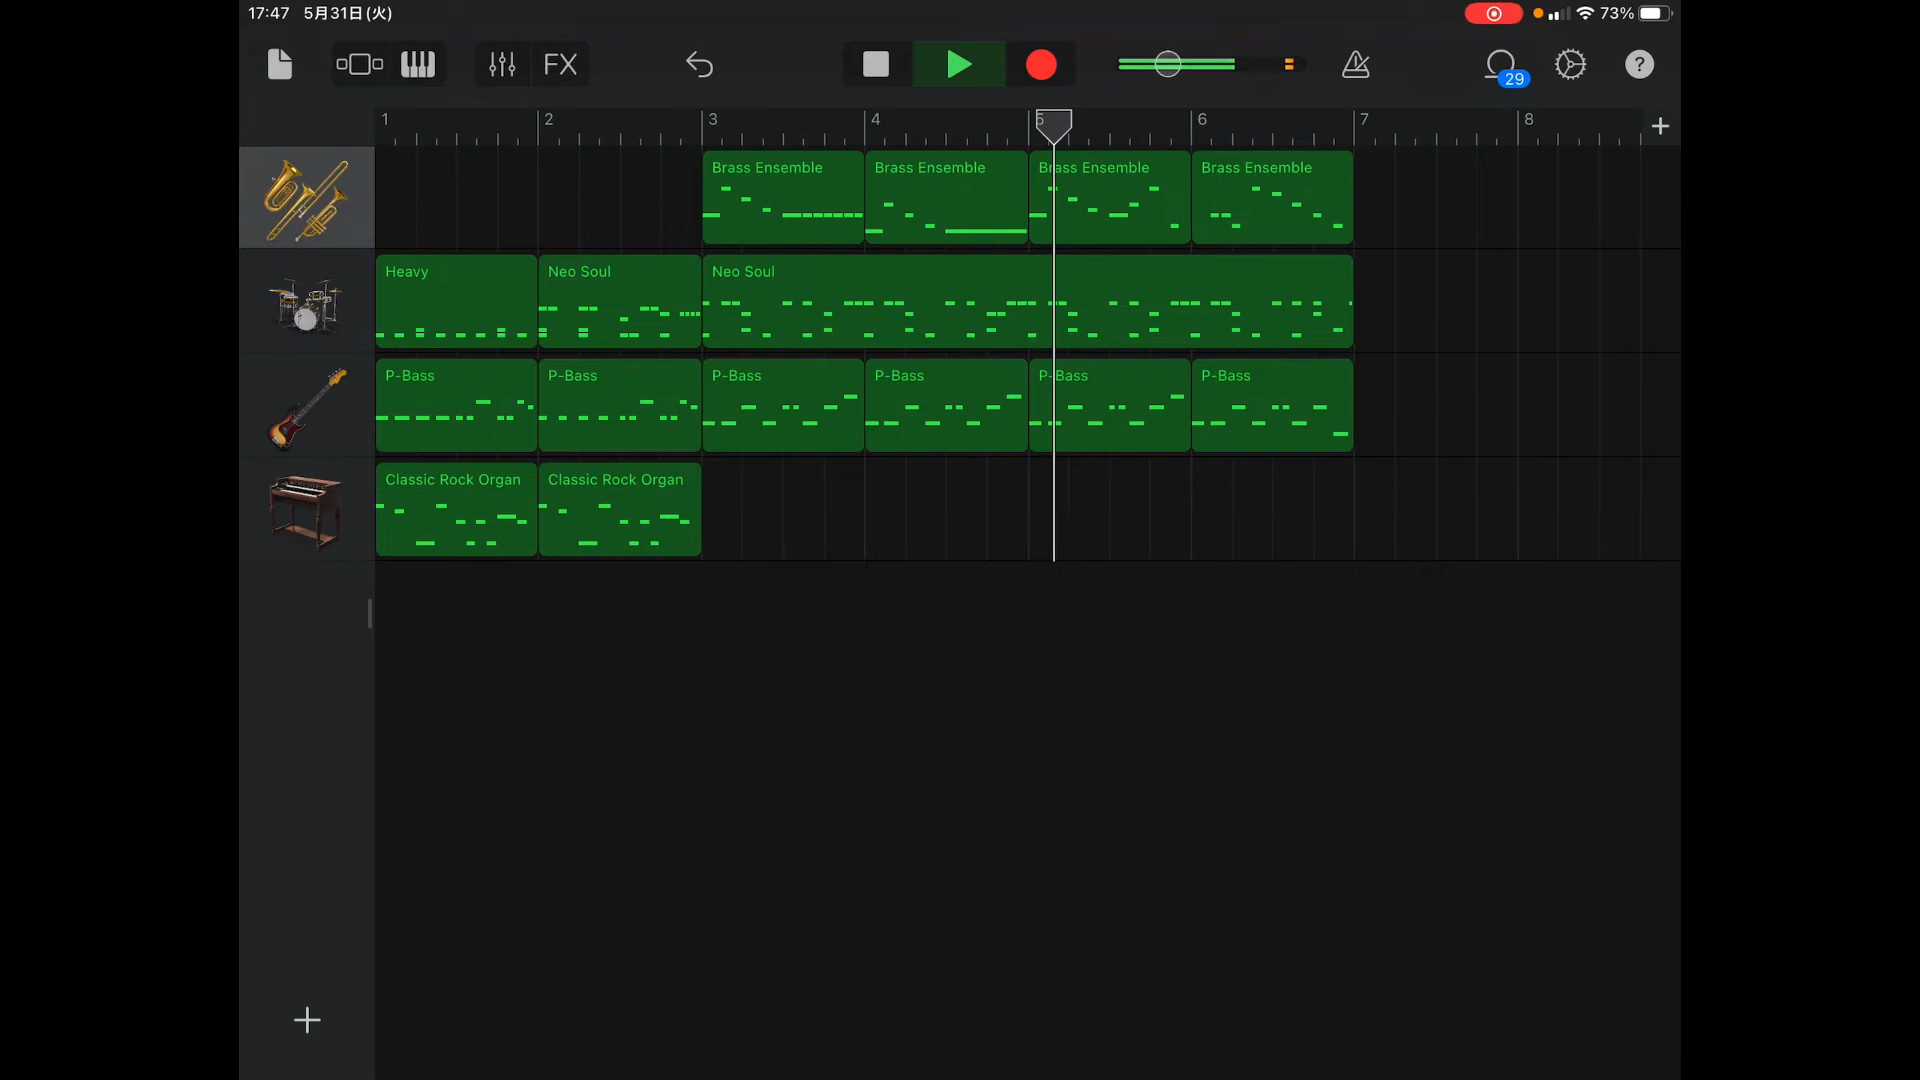 17:47 5月31日(火) 73%
FX 29 ?
1 2 3 4 5 6 7 8
Brass Ensemble Brass Ensemble Brass Ensemble Brass Ensemble
Heavy Neo Soul Neo Soul
P-Bass P-Bass P-Bass P-Bass P-Bass P-Bass
Classic Rock Organ Classic Rock Organ